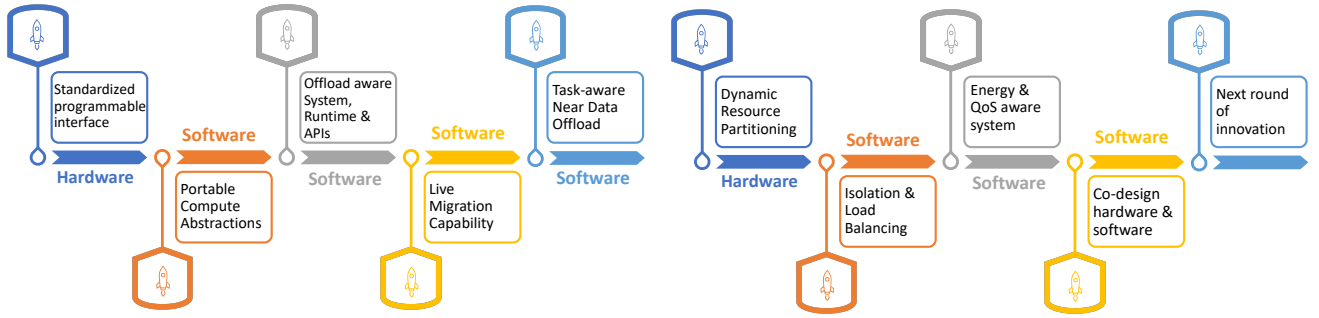 Standardized
programmable
interface
Hardware
Software
Portable
Compute
Abstractions
Offload aware
System,
Runtime &
APIs
Software
Software
Live
Migration
Capability
Task-aware
Near Data
Offload
Software
Dynamic
Resource
Partitioning
Hardware
Software
Isolation &
Load
Balancing
Energy &
QoS aware
system
Software
Software
Co-design
hardware &
software
Next round
of
innovation